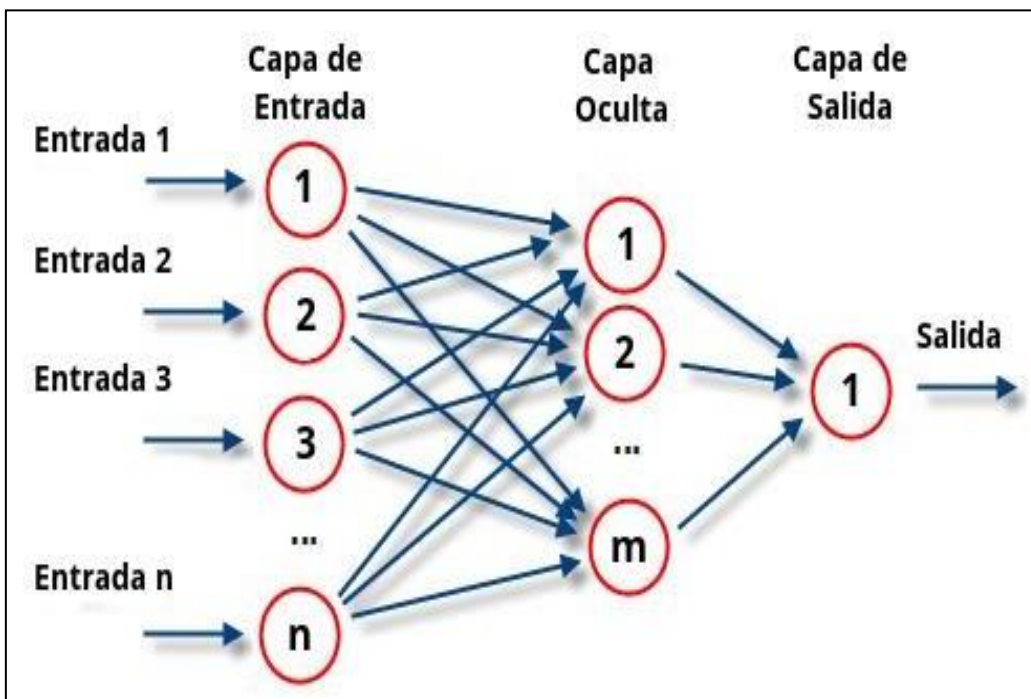 Capa de
Entrada
Capa
Oculta
Capa de
Salida
Entrada 1
1
Entrada 2
2
Entrada 3
3
...
Entrada n
n
1
2
...
m
1
Salida